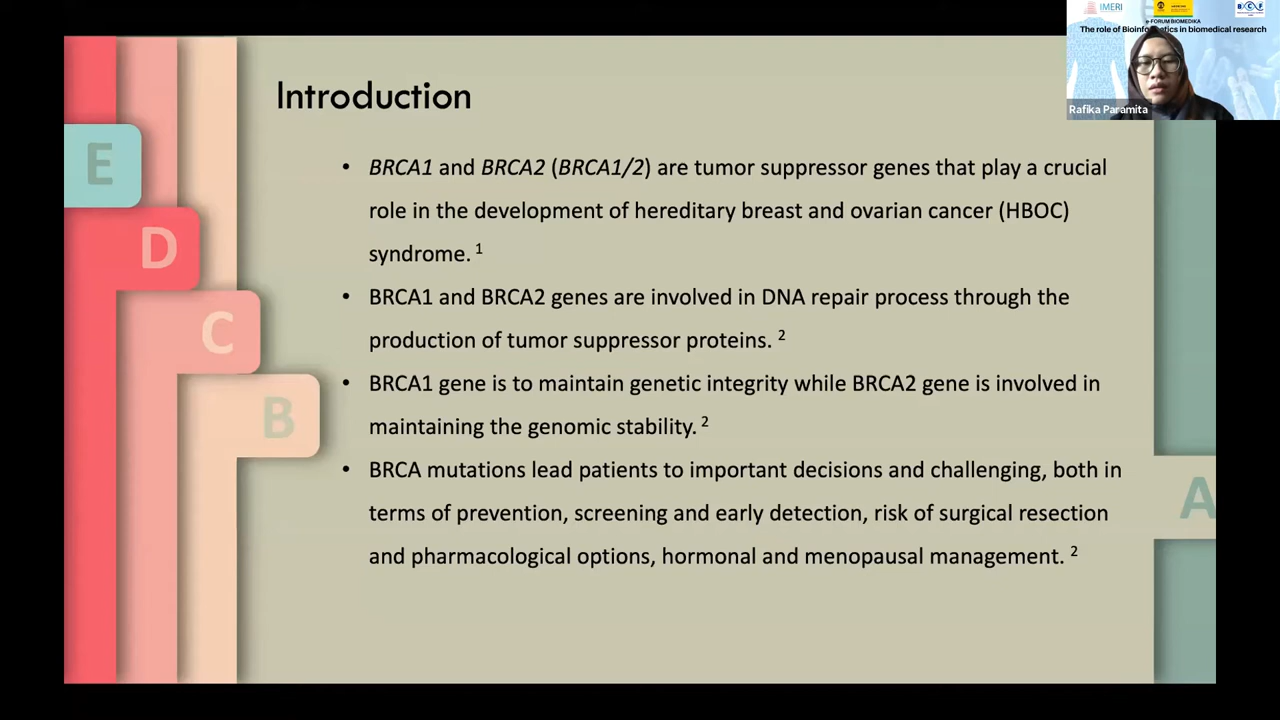 IMERI
e-FORUM BIOMEDIKA
The role of Bioinformatics in biomedical research
Rafika Paramita
Introduction
• BRCA1 and BRCA2 (BRCA1/2) are tumor suppressor genes that play a crucial
role in the development of hereditary breast and ovarian cancer (HBOC)
syndrome. 1
• BRCA1 and BRCA2 genes are involved in DNA repair process through the
production of tumor suppressor proteins. 2
• BRCA1 gene is to maintain genetic integrity while BRCA2 gene is involved in
maintaining the genomic stability. 2
• BRCA mutations lead patients to important decisions and challenging, both in
terms of prevention, screening and early detection, risk of surgical resection
and pharmacological options, hormonal and menopausal management. 2
E
D
C
B
A